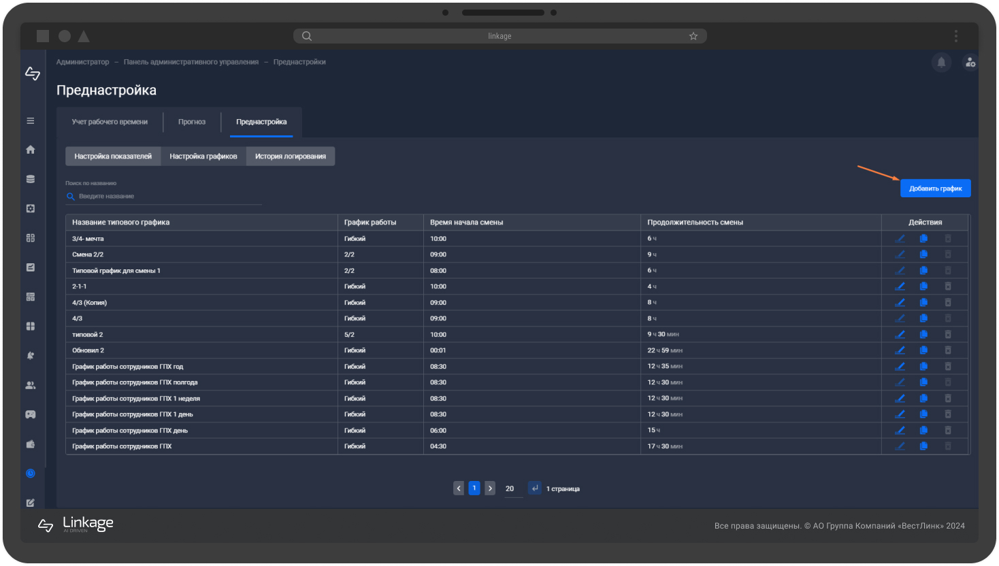 linkage
Администратор – Панель административного управления – Преднастройки
Преднастройка
Учет рабочего времени Прогноз Преднастройка
Настройка показателей Настройка графиков История логирования
Поиск по названию
Введите название
Добавить график
Название типового графика График работы Время начала смены Продолжительность смены Действия
3/4- мечта Гибкий 10:00 6 ч
Смена 2/2 2/2 09:00 9 ч
Типовой график для смены 1 2/2 08:00 6 ч
2-1-1 Гибкий 10:00 4 ч
4/3 (Копия) Гибкий 09:00 8 ч
4/3 Гибкий 09:00 8 ч
типовой 2 5/2 10:00 9 ч 30 мин
Обновил 2 Гибкий 00:01 22 ч 59 мин
График работы сотрудников ГПХ год Гибкий 08:30 12 ч 35 мин
График работы сотрудников ГПХ полгода Гибкий 08:30 12 ч 30 мин
График работы сотрудников ГПХ 1 неделя Гибкий 08:30 12 ч 30 мин
График работы сотрудников ГПХ 1 день Гибкий 08:30 12 ч 30 мин
График работы сотрудников ГПХ день Гибкий 06:00 15 ч
График работы сотрудников ГПХ Гибкий 04:30 17 ч 30 мин
1 20 1 страница
Linkage
AI DRIVEN
Все права защищены. © АО Группа Компаний «ВестЛинк» 2024